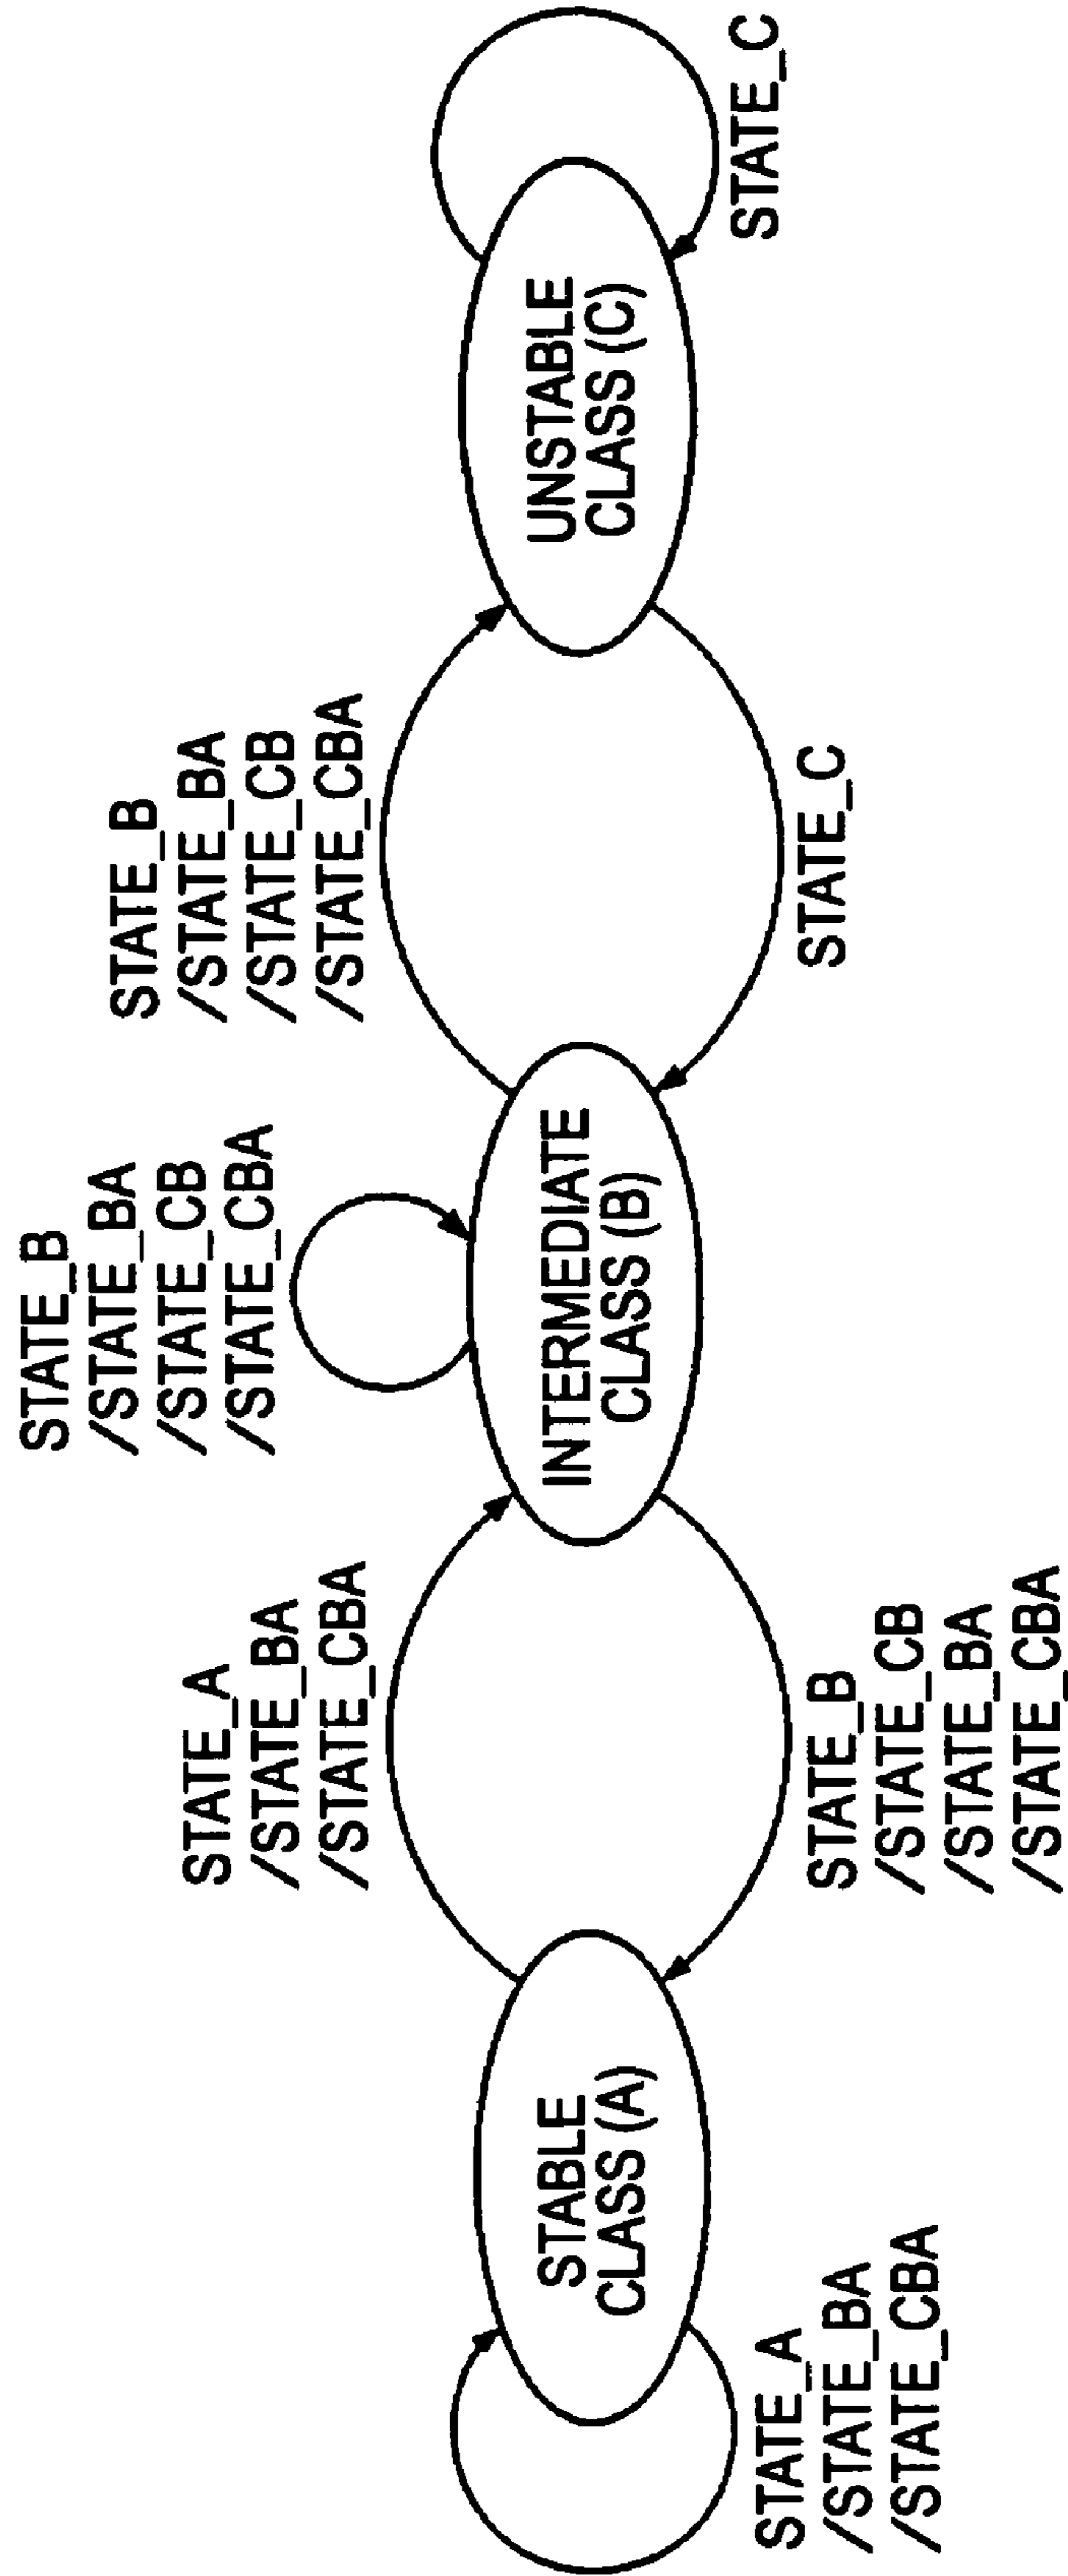 STATE_A
/STATE_BA
/STATE_CBA
STABLE
CLASS (A)
STATE_A
/STATE_BA
/STATE_CBA
STATE_B
/STATE_CB
/STATE_BA
/STATE_CBA
STATE_B
/STATE_BA
/STATE_CB
/STATE_CBA
INTERMEDIATE
CLASS (B)
STATE_B
/STATE_BA
/STATE_CB
/STATE_CBA
STATE_C
UNSTABLE
CLASS (C)
STATE_C